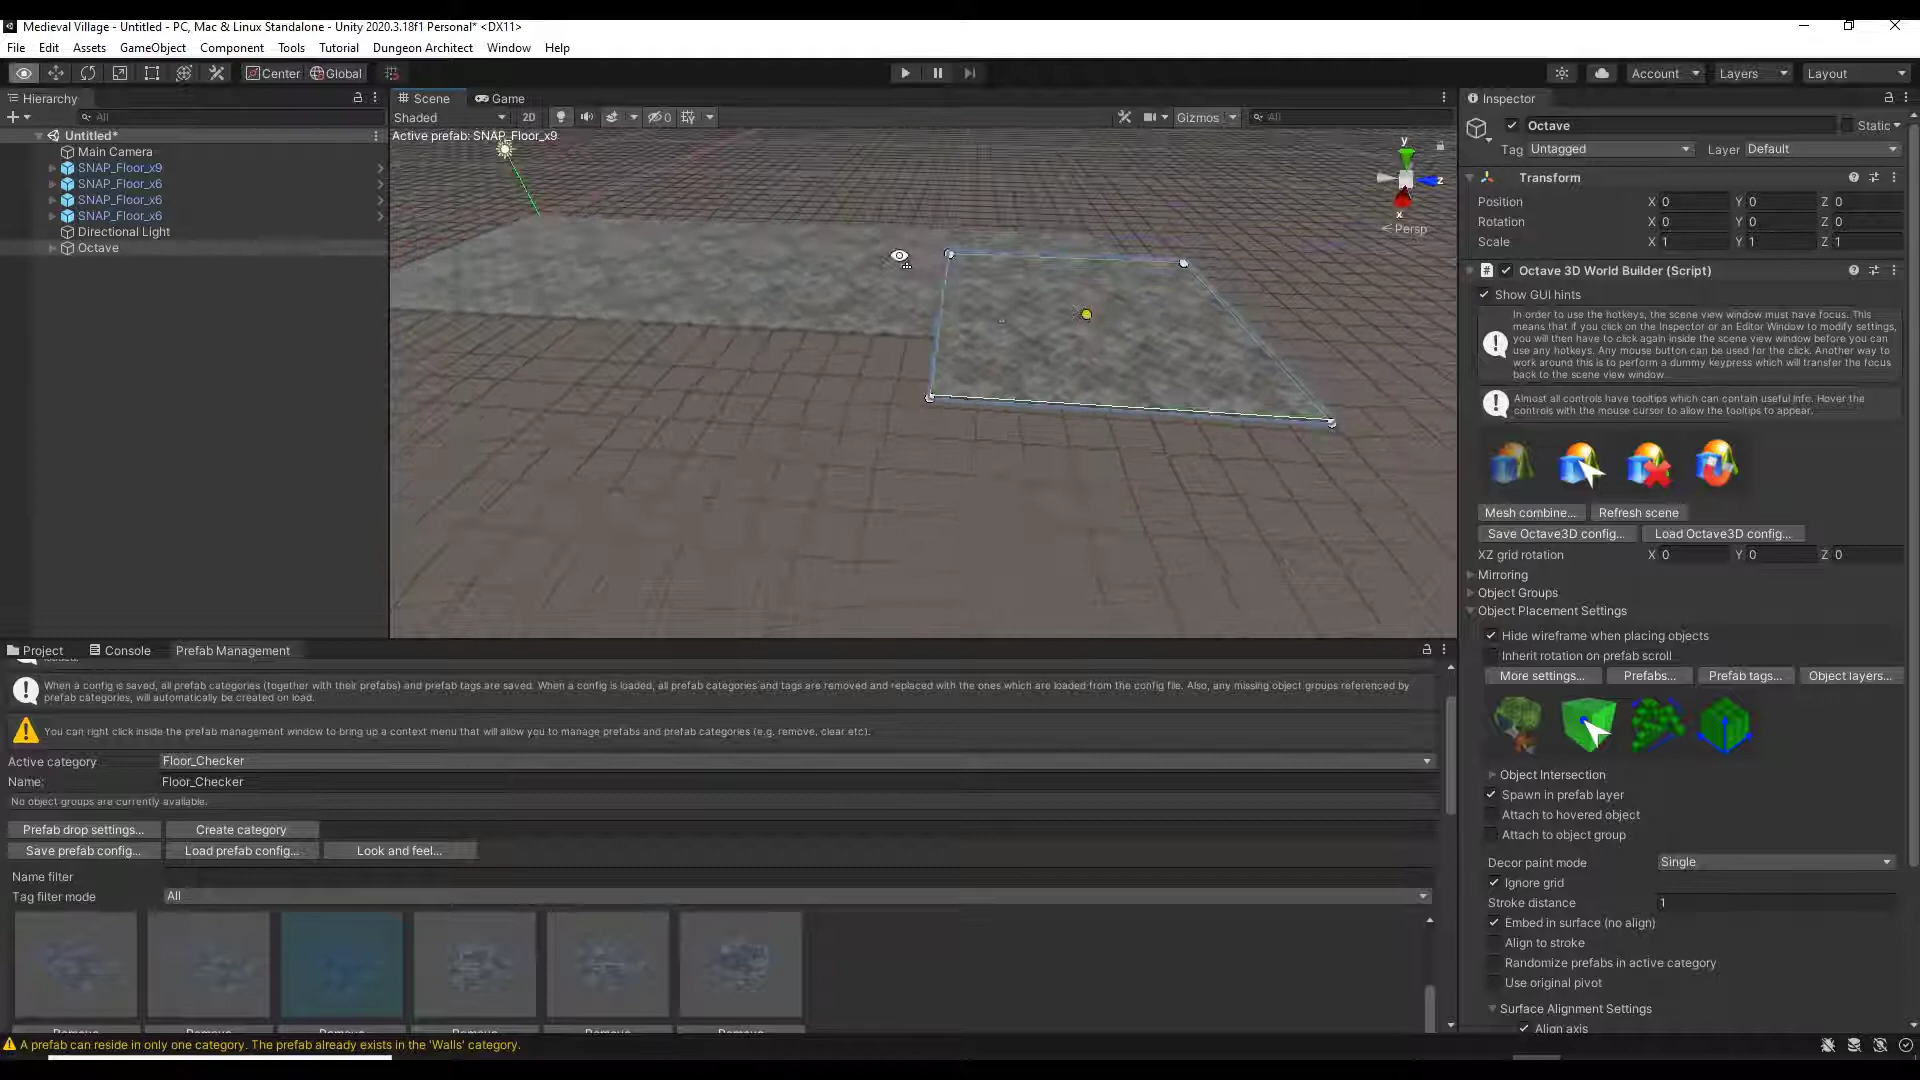 Medieval Village - Untitled - PC, Mac & Linux Standalone - Unity 2020.3.18f1 Personal* <DX11>
File Edit Assets GameObject Component Tools Tutorial Dungeon Architect Window Help
Center Global Account Layers Layout
Hierarchy Scene Game Inspector
All Shaded 2D 0 Gizmos All Octave Static
Untitled*
Active prefab: SNAP_Floor_x9
Main Camera
Tag Untagged Layer Default
SNAP_Floor_x9
SNAP_Floor_x6
SNAP_Floor_x6
SNAP_Floor_x6
Directional Light
Octave
y
z
x
Persp
Transform
Position X 0 Y 0 Z 0
Rotation X 0 Y 0 Z 0
Scale X 1 Y 1 Z 1
# Octave 3D World Builder (Script)
Show GUI hints
In order to use the hotkeys, the scene view window must have focus. This
means that if you click on the Inspector or an Editor Window to modify settings,
you will then have to click again inside the scene view window before you can
use any hotkeys. Any mouse button can be used for the click. Another way to
work around this is to perform a dummy keypress which will transfer the focus
back to the scene view window.
Almost all controls have tooltips which can contain useful info. Hover the
controls with the mouse cursor to allow the tooltips to appear.
Mesh combine... Refresh scene
Save Octave3D config... Load Octave3D config...
XZ grid rotation X 0 Y 0 Z 0
Mirroring
Object Groups
Object Placement Settings
Hide wireframe when placing objects
Inherit rotation on prefab scroll
More settings... Prefabs... Prefab tags... Object layers...
Object Intersection
Spawn in prefab layer
Attach to hovered object
Attach to object group
Decor paint mode Single
Ignore grid
Stroke distance 1
Embed in surface (no align)
Align to stroke
Randomize prefabs in active category
Use original pivot
Surface Alignment Settings
Align axis
Project Console Prefab Management
When a config is saved, all prefab categories (together with their prefabs) and prefab tags are saved. When a config is loaded, all prefab categories and tags are removed and replaced with the ones which are loaded from the config file. Also, any missing object groups referenced by
prefab categories, will automatically be created on load.
You can right click inside the prefab management window to bring up a context menu that will allow you to manage prefabs and prefab categories (e.g. remove, clear etc).
Active category Floor_Checker
Name: Floor_Checker
No object groups are currently available.
Prefab drop settings... Create category
Save prefab config... Load prefab config... Look and feel...
Name filter
Tag filter mode All
Remove Remove Remove Remove Remove Remove
A prefab can reside in only one category. The prefab already exists in the 'Walls' category.